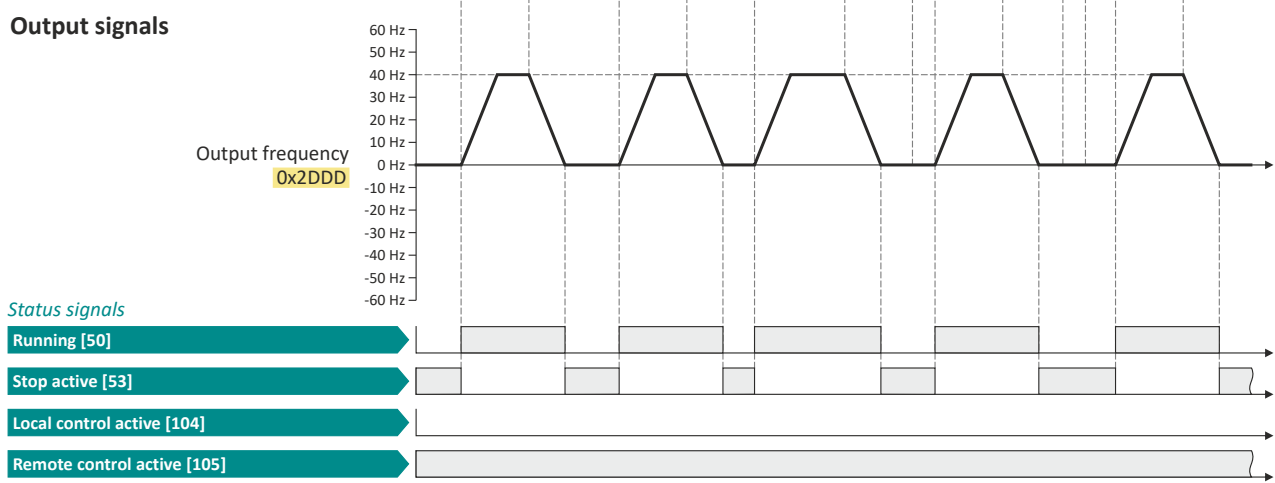 Output signals
60 Hz
50 Hz
40 Hz
30 Hz
20 Hz
10 Hz
0 Hz
-10 Hz
-20 Hz
-30 Hz
-40 Hz
-50 Hz
-60 Hz
Output frequency
0x2DDD
Status signals
Running [50]
Stop active [53]
Local control active [104]
Remote control active [105]